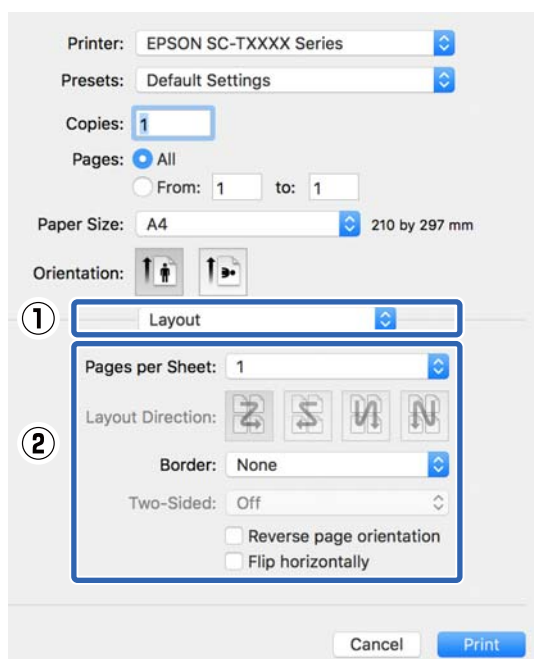 Printer: EPSON SC-TXXXX Series
Presets: Default Settings
Copies: 1
Pages: All
From: 1 to: 1
Paper Size: A4 210 by 297 mm
Orientation:
① Layout
Pages per Sheet: 1
Layout Direction:
②
Border: None
Two-Sided: Off
Reverse page orientation
Flip horizontally
Cancel Print